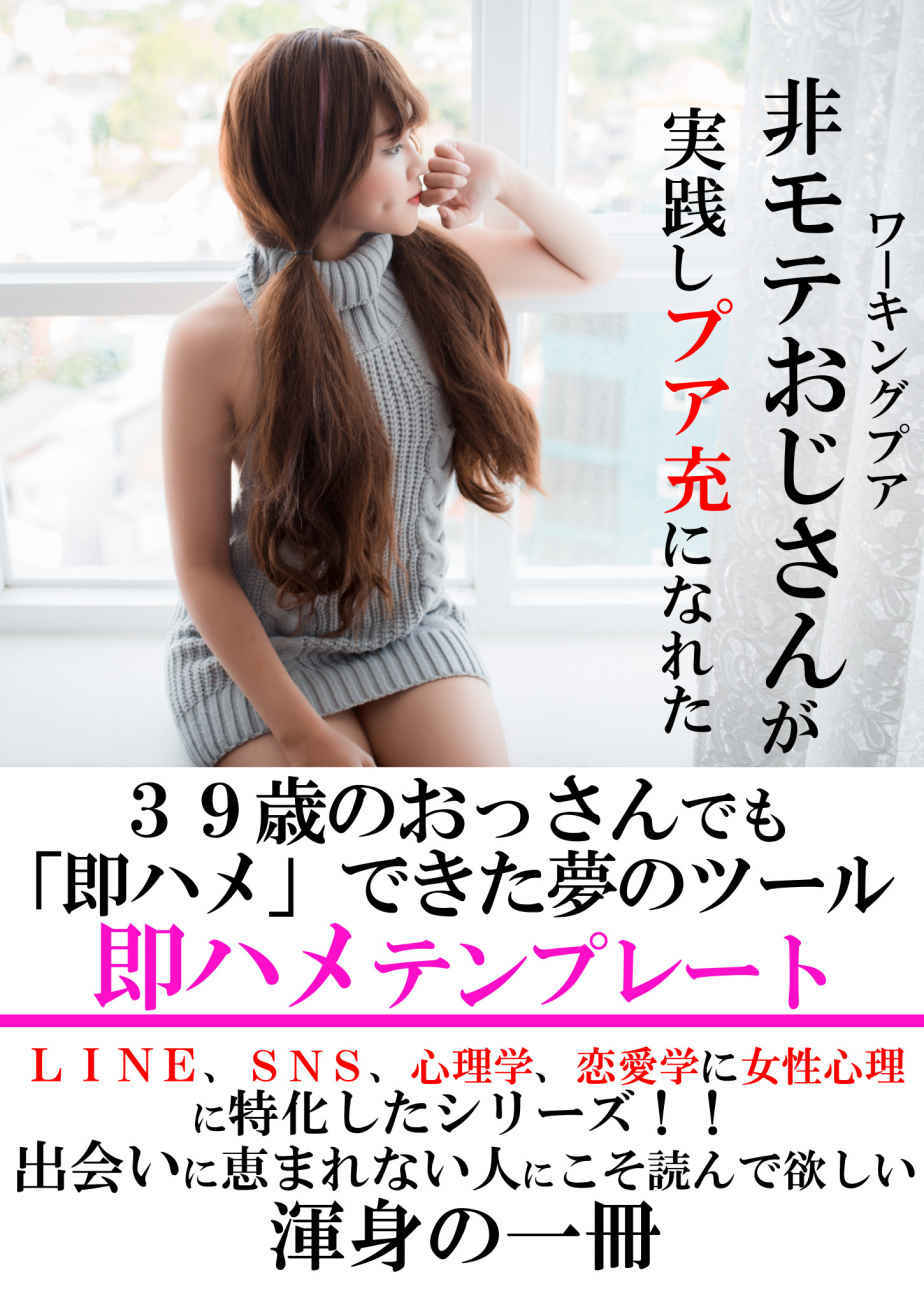 ワーキングプア
非モテおじさんが
実践しプア充になれた
３９歳のおっさんでも
「即ハメ」できた夢のツール
即ハメテンプレート
ＬＩＮＥ、ＳＮＳ、心理学、恋愛学に女性心理
に特化したシリーズ！！
出会いに恵まれない人にこそ読んで欲しい
渾身の一冊